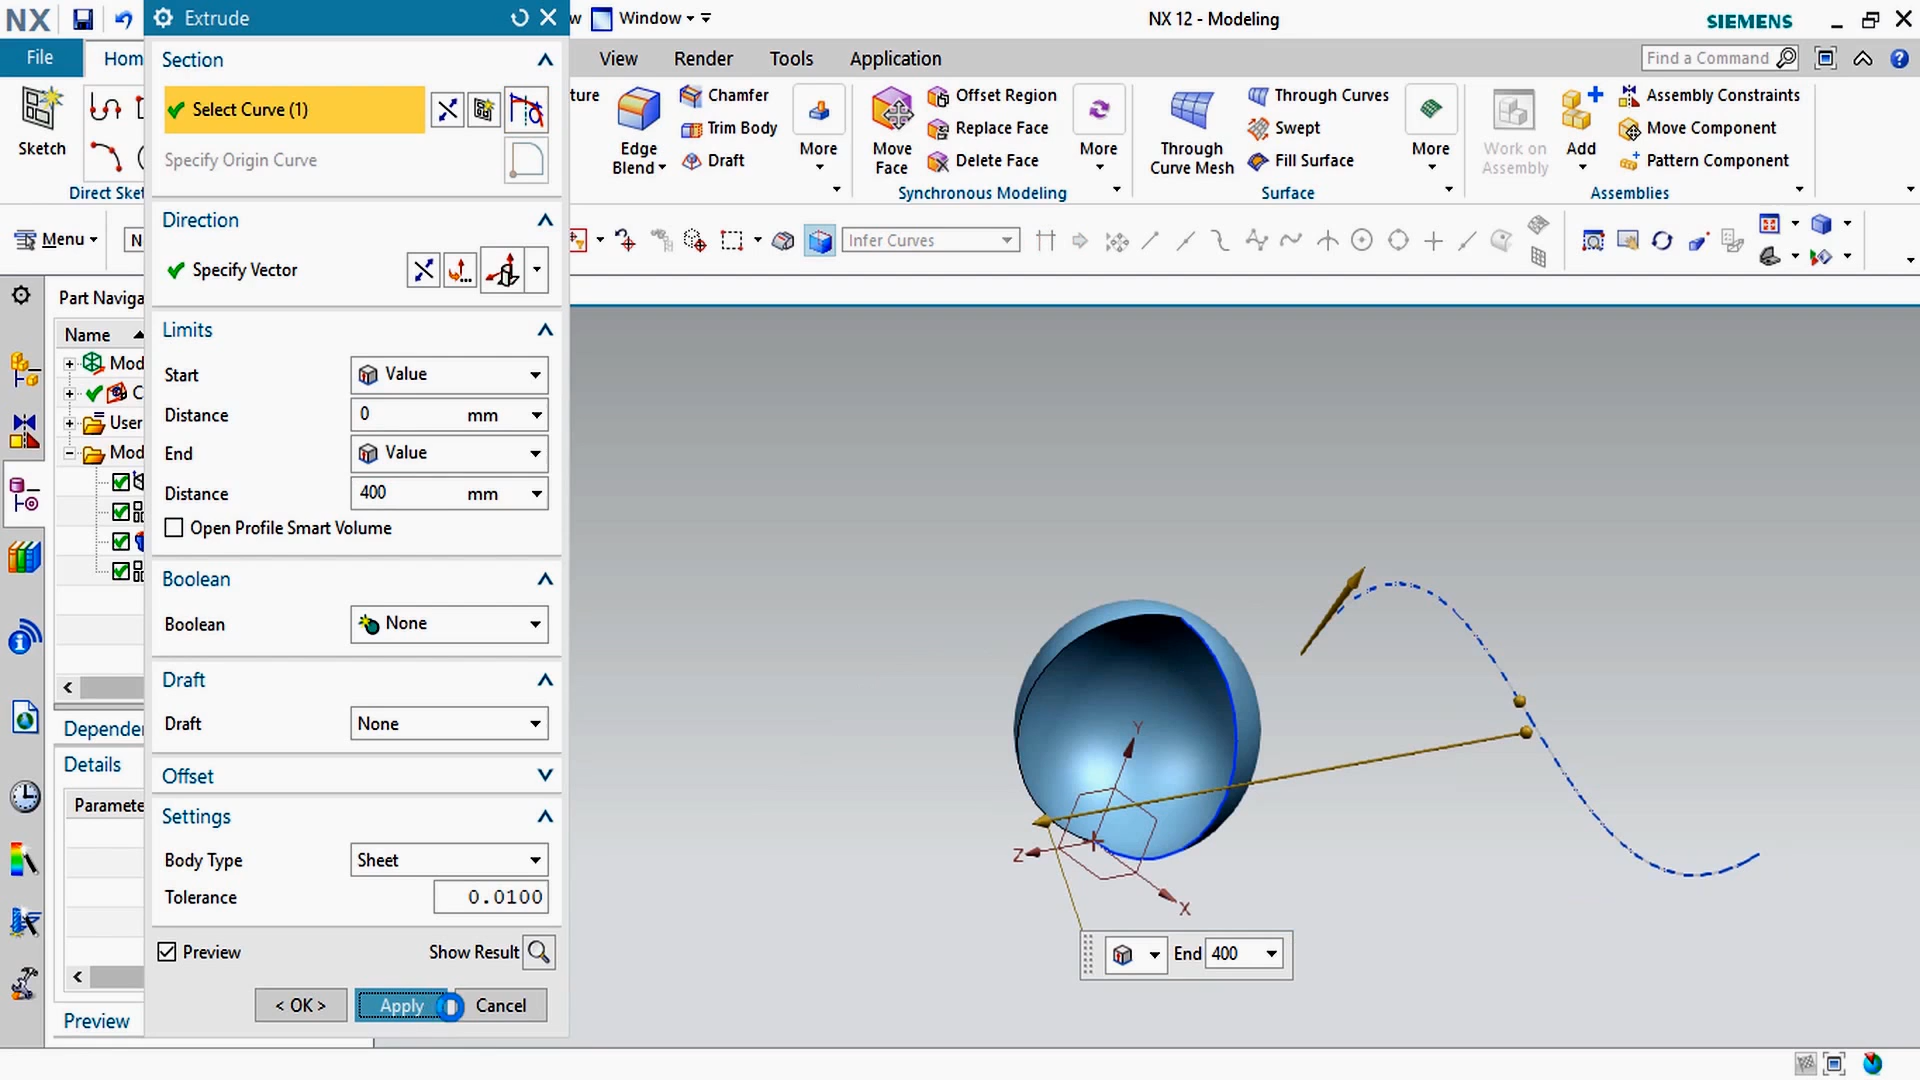 NX
Extrude
w
Window
NX 12 - Modeling
SIEMENS
File
Hom
View
Render
Tools
Application
Find a Command
Section
Select Curve (1)
Specify Origin Curve
Sketch
Direct Sket
ture
Edge Blend
Chamfer
Trim Body
Draft
More
Move Face
Offset Region
Replace Face
Delete Face
More
Synchronous Modeling
Through Curve Mesh
Through Curves
Swept
Fill Surface
More
Surface
Work on Assembly
Add
Assembly Constraints
Move Component
Pattern Component
Assemblies
Menu
N
Infer Curves
Direction
Specify Vector
Part Naviga
Name
Mod
C
User
Mod
Limits
Start
Value
Distance
0 mm
End
Value
Distance
400 mm
Open Profile Smart Volume
Boolean
Boolean
None
Draft
Draft
None
Offset
Settings
Body Type
Sheet
Tolerance
0.0100
Preview
Show Result
< OK >
Apply
Cancel
Depende
Details
Paramete
Preview
Y
Z
X
End 400